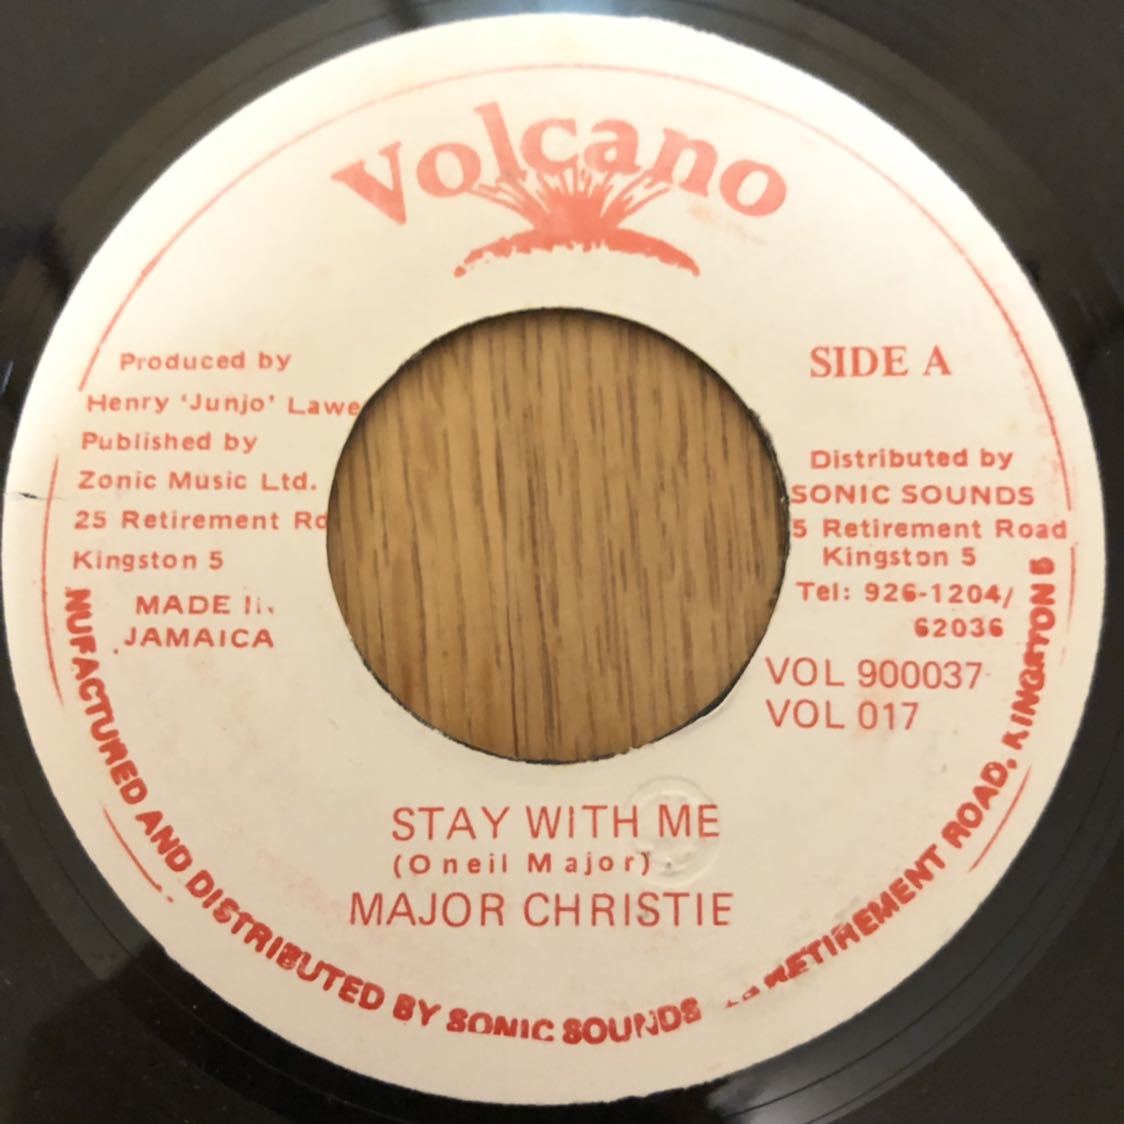 Volcano
Produced by
Henry 'Junjo' Lawe
Published by
Zonic Music Ltd.
25 Retirement Rd
Kingston 5
MADE IN
JAMAICA
SIDE A
Distributed by
SONIC SOUNDS
5 Retirement Road
Kingston 5
Tel: 926-1204/
62036
VOL 900037
VOL 017
STAY WITH ME
(Oneil Major)
MAJOR CHRISTIE
NUFACTURED AND DISTRIBUTED BY SONIC SOUNDS RETIREMENT ROAD, KINGSTON 5